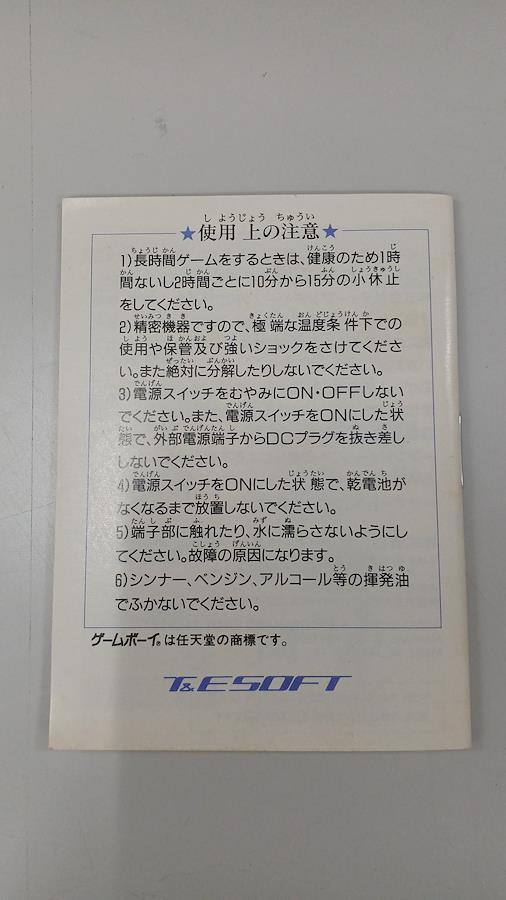 ★使用上の注意★
1)長時間ゲームをするときは、健康のため1時
間ないし2時間ごとに10分から15分の小休止
をしてください。
2)精密機器ですので、極端な温度条件下での
使用や保管及び強いショックをさけてくださ
い。また絶対に分解したりしないでください。
3)電源スイッチをむやみにON・OFFしない
でください。また、電源スイッチをONにした状
態で、外部電源端子からDCプラグを抜き差し
しないでください。
4)電源スイッチをONにした状態で、乾電池が
なくなるまで放置しないでください。
5)端子部に触れたり、水に濡らさないようにし
てください。故障の原因になります。
6)シンナー、ベンジン、アルコール等の揮発油
でふかないでください。
ゲームボーイ®は任天堂の商標です。
T&E SOFT